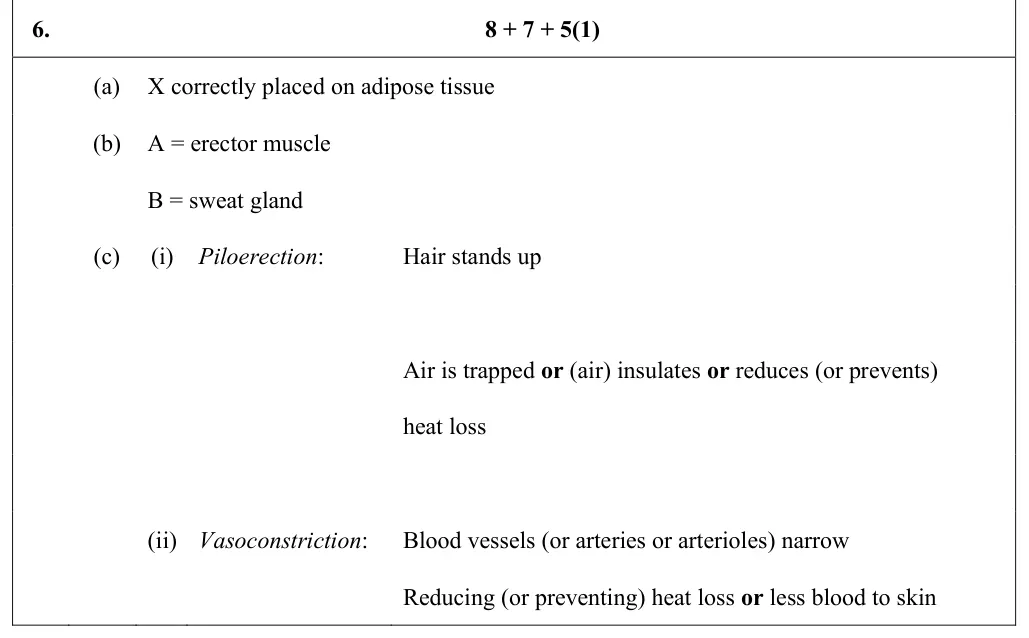 6. 8 + 7 + 5(1)
(a) X correctly placed on adipose tissue
(b) A = erector muscle
B = sweat gland
(c) (i) Piloerection: Hair stands up
Air is trapped or (air) insulates or reduces (or prevents)
heat loss
(ii) Vasoconstriction: Blood vessels (or arteries or arterioles) narrow
Reducing (or preventing) heat loss or less blood to skin